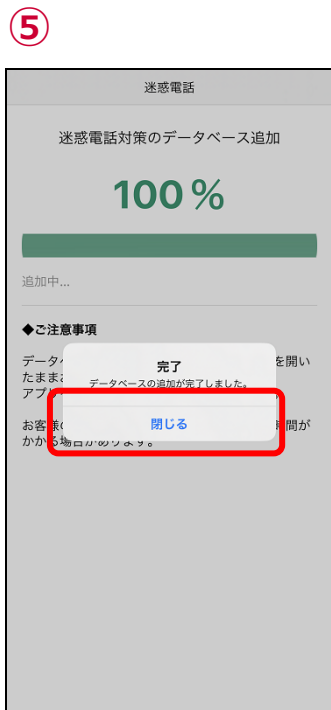 ⑤
迷惑電話
迷惑電話対策のデータベース追加
100%
追加中...
◆ご注意事項
データ
を開い
たままお
アプ
完了
データベースの追加が完了しました。
閉じる
お客様
時間が
かかる場合があります。